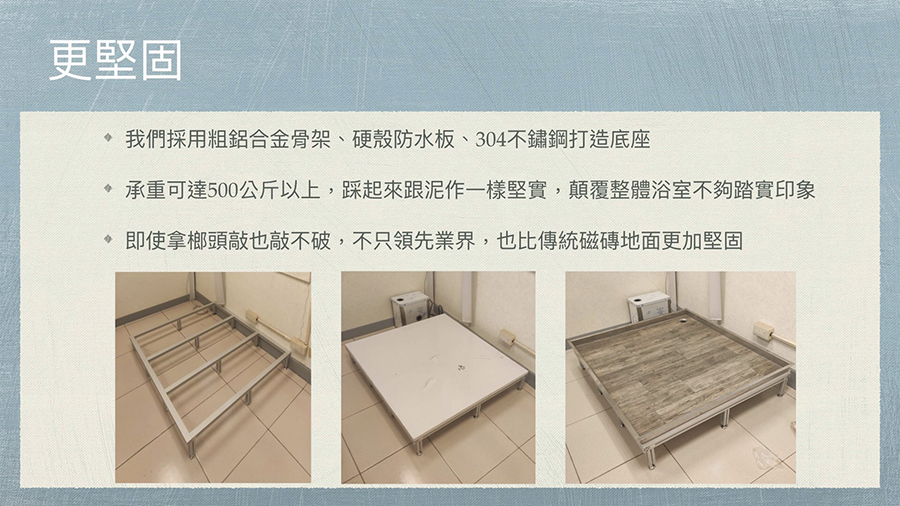 更堅固
我們採用粗鋁合金骨架、硬殼防水板、304不鏽鋼打造底座
承重可達500公斤以上，踩起來跟泥作一樣堅實，顛覆整體浴室不夠踏實印象
即使拿榔頭敲也敲不破，不只領先業界，也比傳統磁磚地面更加堅固